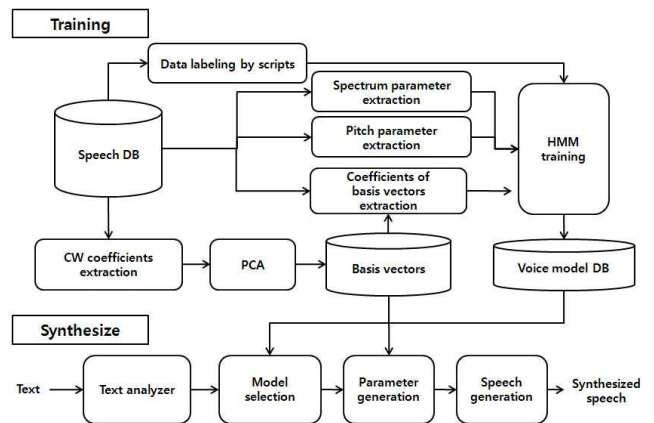 Training
Data labeling by scripts
Spectrum parameter
extraction
Speech DB
Pitch parameter
extraction
HMM
training
Coefficients of
basis vectors
extraction
CW coefficients
extraction
PCA
Basis vectors
Voice model DB
Synthesize
Text
Text analyzer
Model
selection
Parameter
generation
Speech
generation
Synthesized
speech